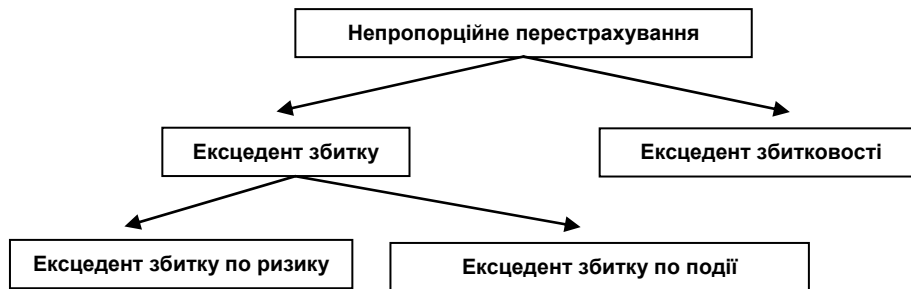 Непропорційне перестрахування
Ексцедент збитку
Ексцедент збитковості
Ексцедент збитку по ризику
Ексцедент збитку по події